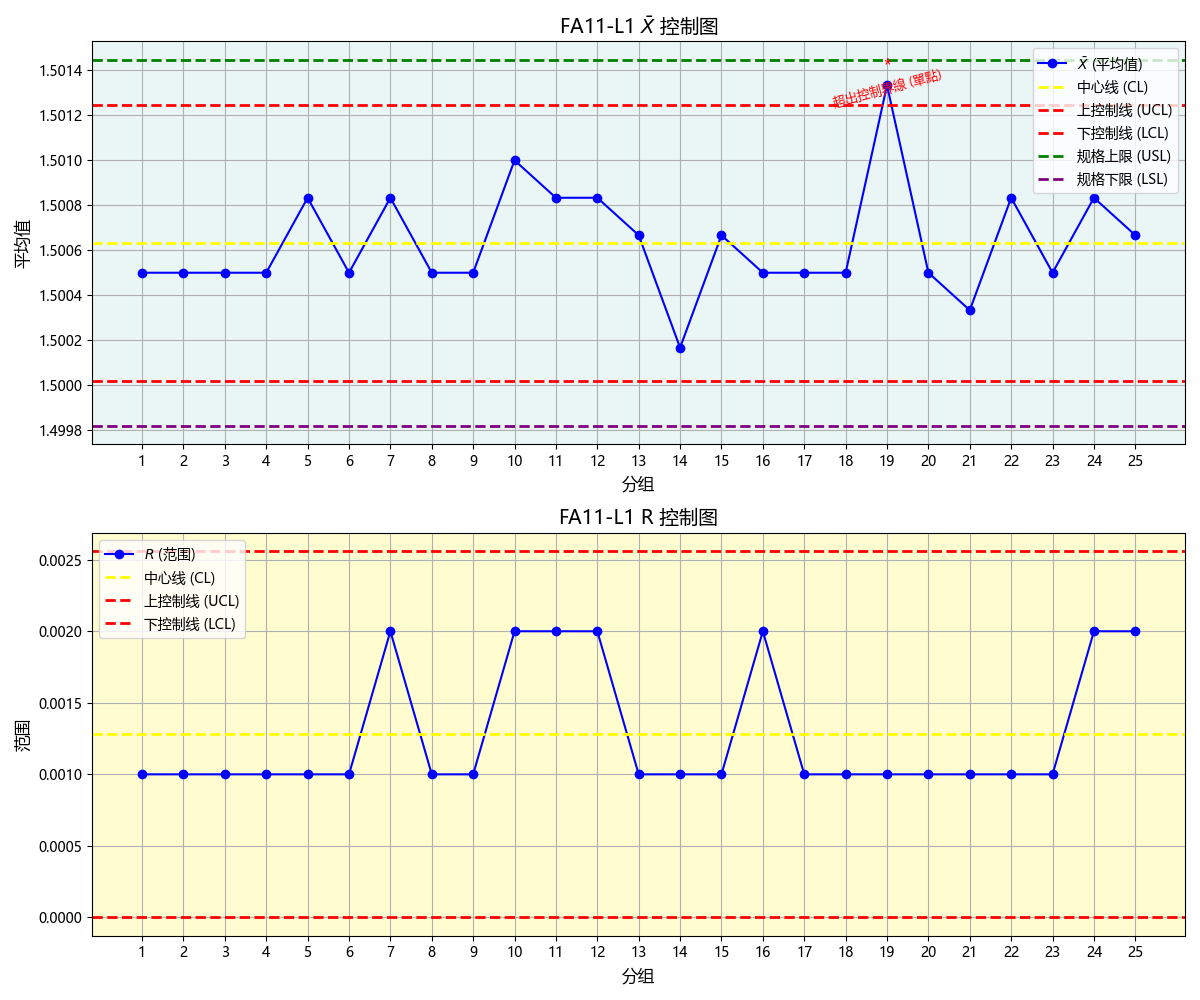 FA11-L1 X̄ 控制图
平均值
1.5014
1.5012
1.5010
1.5008
1.5006
1.5004
1.5002
1.5000
1.4998
超出控制界線 (單點)
X̄ (平均值)
中心线 (CL)
上控制线 (UCL)
下控制线 (LCL)
规格上限 (USL)
规格下限 (LSL)
1 2 3 4 5 6 7 8 9 10 11 12 13 14 15 16 17 18 19 20 21 22 23 24 25
分组
FA11-L1 R 控制图
范围
0.0025
0.0020
0.0015
0.0010
0.0005
0.0000
R (范围)
中心线 (CL)
上控制线 (UCL)
下控制线 (LCL)
1 2 3 4 5 6 7 8 9 10 11 12 13 14 15 16 17 18 19 20 21 22 23 24 25
分组